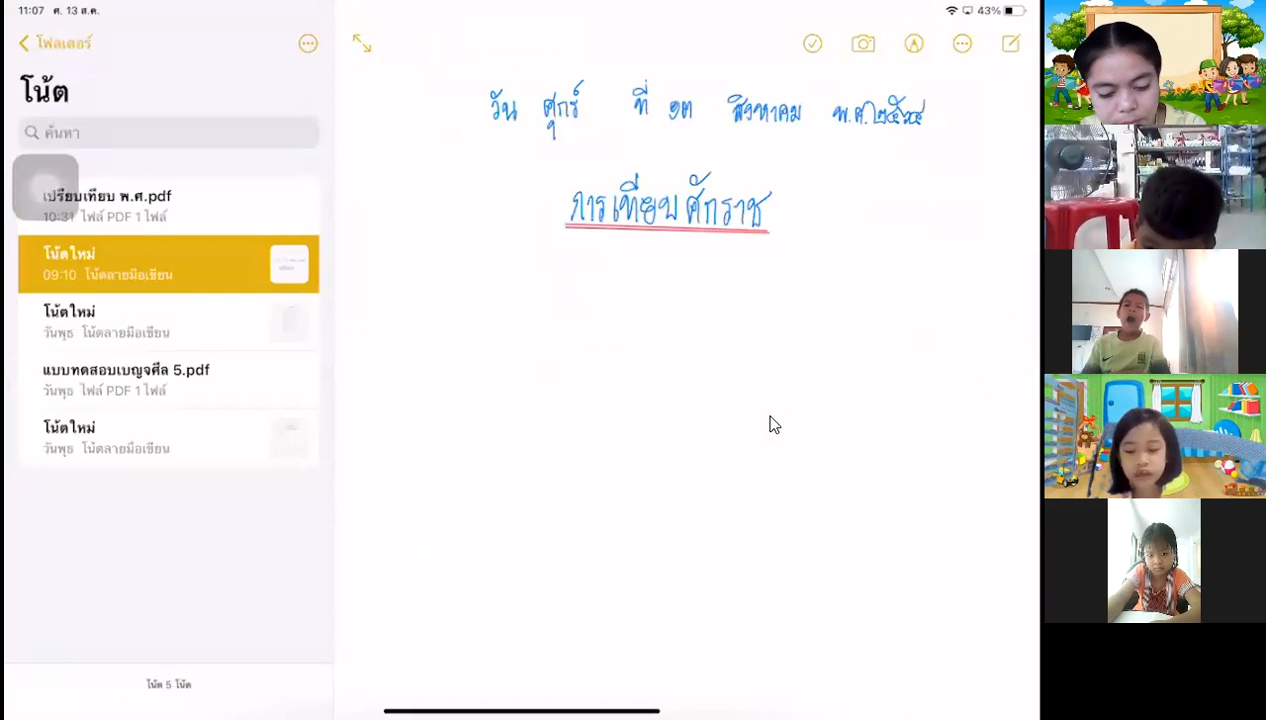 11:07 ศ. 13 ส.ค.
43%
โฟลเดอร์
โน้ต
ค้นหา
เปรียบเทียบ พ.ศ.pdf
10:31 ไฟล์ PDF 1 ไฟล์
โน้ตใหม่
09:10 โน้ตลายมือเขียน
โน้ตใหม่
วันพุธ โน้ตลายมือเขียน
แบบทดสอบเบญจศีล 5.pdf
วันพุธ ไฟล์ PDF 1 ไฟล์
โน้ตใหม่
วันพุธ โน้ตลายมือเขียน
โน้ต 5 โน้ต
วัน ศุกร์ ที่ ๑๓ สิงหาคม พ.ศ.๒๕๖๔
การเทียบศักราช